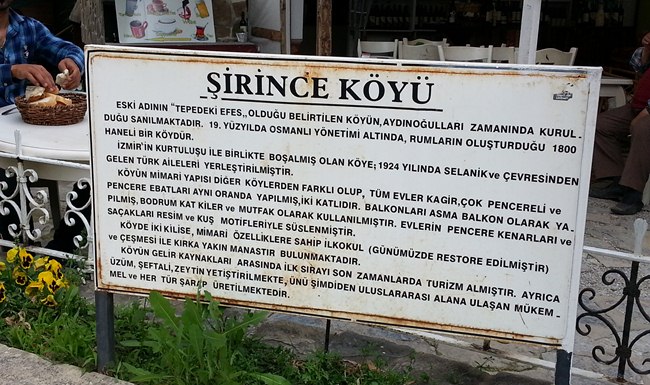 ŞİRİNCE KÖYÜ
ESKİ ADININ "TEPEDEKİ EFES,, OLDUĞU BELİRTİLEN KÖYÜN, AYDINOĞULLARI ZAMANINDA KURUL-
DUĞU SANILMAKTADIR. 19. YÜZYILDA OSMANLI YÖNETİMİ ALTINDA, RUMLARIN OLUŞTURDUĞU 1800
HANELİ BİR KÖYDÜR.
İZMİR'İN KURTULUŞU İLE BİRLİKTE BOŞALMIŞ OLAN KÖYE; 1924 YILINDA SELANİK ve ÇEVRESİNDEN
GELEN TÜRK AİLELERİ YERLEŞTİRİLMİŞTİR.
KÖYÜN MİMARİ YAPISI DİĞER KÖYLERDEN FARKLI OLUP, TÜM EVLER KAGİR, ÇOK PENCERELİ ve
PENCERE EBATLARI AYNI ORANDA YAPILMIŞ, İKİ KATLIDIR. BALKONLARI ASMA BALKON OLARAK YA-
PILMIŞ, BODRUM KAT KİLER ve MUTFAK OLARAK KULLANILMIŞTIR. EVLERİN PENCERE KENARLARI ve
SAÇAKLARI RESİM ve KUŞ MOTİFLERİYLE SÜSLENMİŞTİR.
KÖYDE İKİ KİLİSE, MİMARİ ÖZELLİKLERE SAHİP İLKOKUL (GÜNÜMÜZDE RESTORE EDİLMİŞTİR)
ve ÇEŞMESİ İLE KIRKA YAKIN MANASTIR BULUNMAKTADIR.
KÖYÜN GELİR KAYNAKLARI ARASINDA İLK SIRAYI SON ZAMANLARDA TURİZM ALMIŞTIR. AYRICA
ÜZÜM, ŞEFTALİ, ZEYTİN YETİŞTİRİLMEKTE, ÜNÜ ŞİMDİDEN ULUSLARARASI ALANA ULAŞAN MÜKEM-
MEL ve HER TÜR ŞARAP ÜRETİLMEKTEDİR.